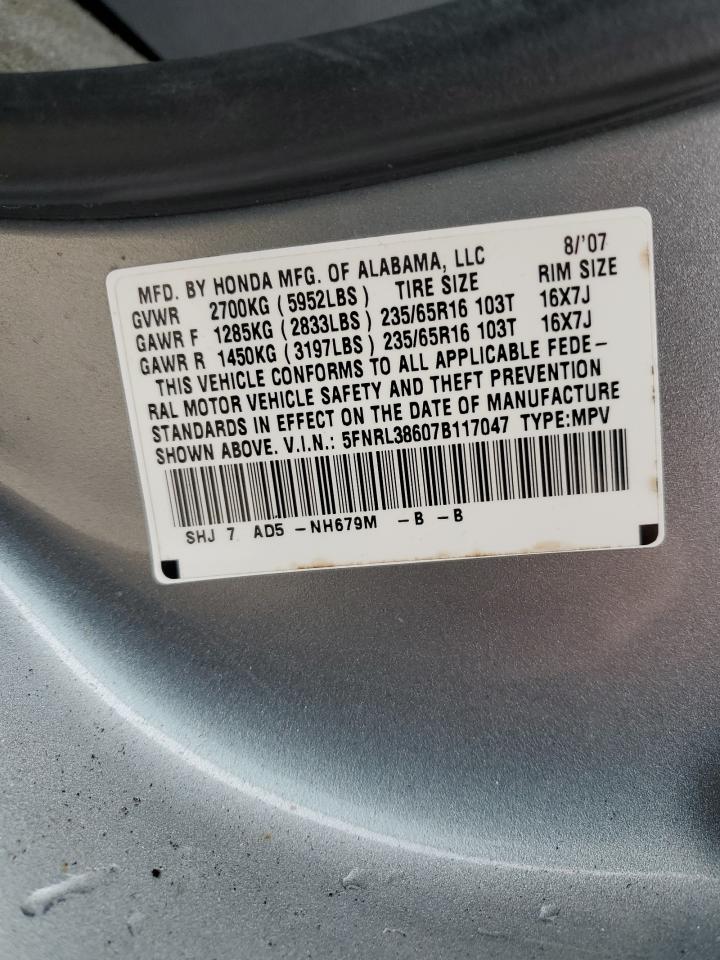 MFD. BY HONDA MFG. OF ALABAMA, LLC 8/'07
GVWR 2700KG (5952LBS) TIRE SIZE RIM SIZE
GAWR F 1285KG (2833LBS) 235/65R16 103T 16X7J
GAWR R 1450KG (3197LBS) 235/65R16 103T 16X7J
THIS VEHICLE CONFORMS TO ALL APPLICABLE FEDE-
RAL MOTOR VEHICLE SAFETY AND THEFT PREVENTION
STANDARDS IN EFFECT ON THE DATE OF MANUFACTURE
SHOWN ABOVE. V.I.N.: 5FNRL38607B117047 TYPE:MPV
SHJ 7 AD5 -NH679M -B -B